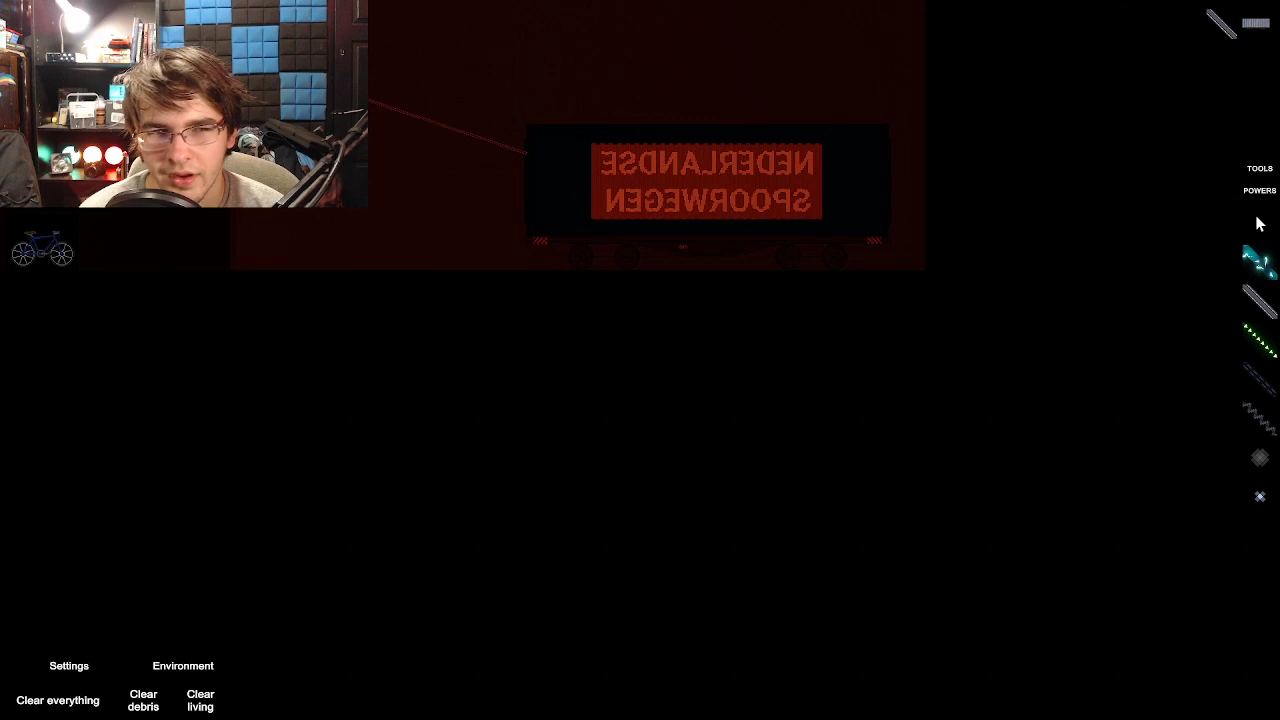 NEDERLANDSE
SPOORWEGEN
TOOLS
POWERS
Settings
Environment
Clear everything
Clear
debris
Clear
living